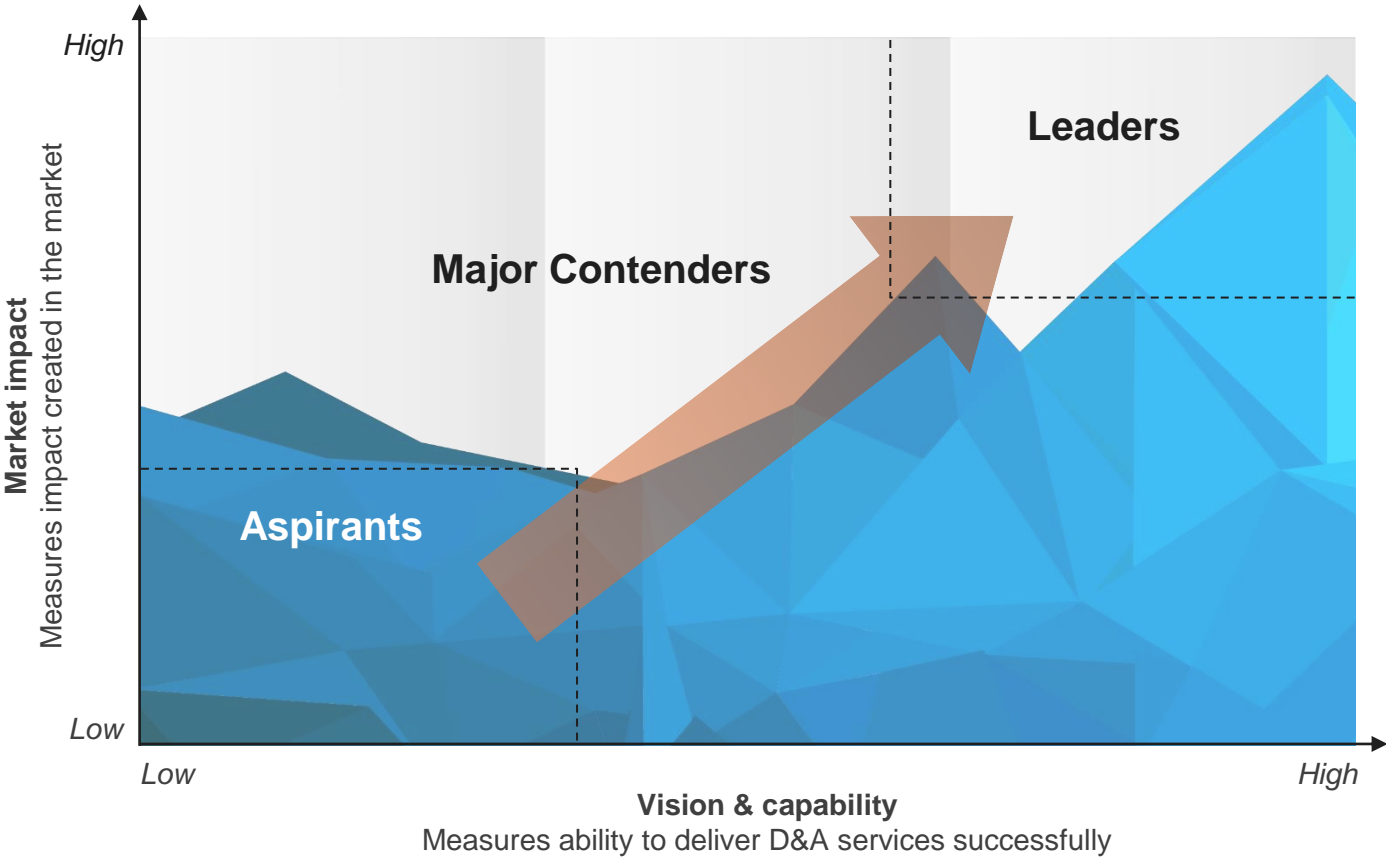 High
Leaders
Major Contenders
Market impact
Measures impact created in the market
Aspirants
Low
Low
High
Vision & capability
Measures ability to deliver D&A services successfully